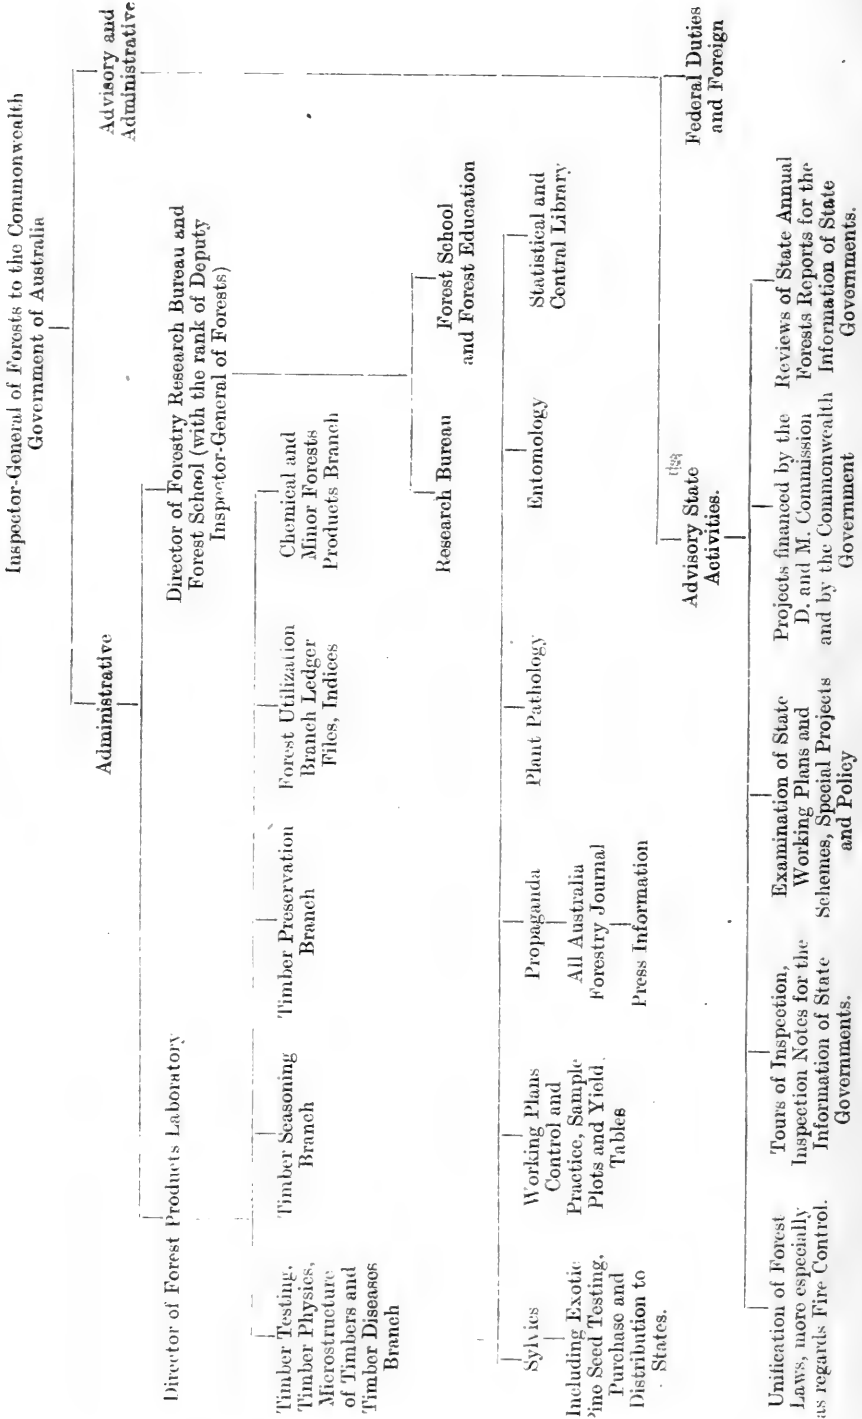 Inspector-General of Forests to the Commonwealth
Government of Australia
Administrative
Advisory and
Administrative
Director of Forest Products Laboratory
Director of Forestry Research Bureau and
Forest School (with the rank of Deputy
Inspector-General of Forests)
Timber Testing,
Timber Physics,
Microstructure
of Timbers and
Timber Diseases
Branch
Timber Seasoning
Branch
Timber Preservation
Branch
Forest Utilization
Branch Ledger
Files, Indices
Chemical and
Minor Forests
Products Branch
Research Bureau
Forest School
and Forest Education
Sylvics
Including Exotic
Pine Seed Testing,
Purchase and
Distribution to
States.
Working Plans
Control and
Practice, Sample
Plots and Yield
Tables
Propaganda
All Australia
Forestry Journal
Press Information
Plant Pathology
Entomology
Statistical and
Central Library
Advisory State
Activities.
Federal Duties
and Foreign
Unification of Forest
Laws, more especially
as regards Fire Control.
Tours of Inspection,
Inspection Notes for the
Information of State
Governments.
Examination of State
Working Plans and
Schemes, Special Projects
and Policy
Projects financed by the
D. and M. Commission
and by the Commonwealth
Government
Reviews of State Annual
Forests Reports for the
Information of State
Governments.